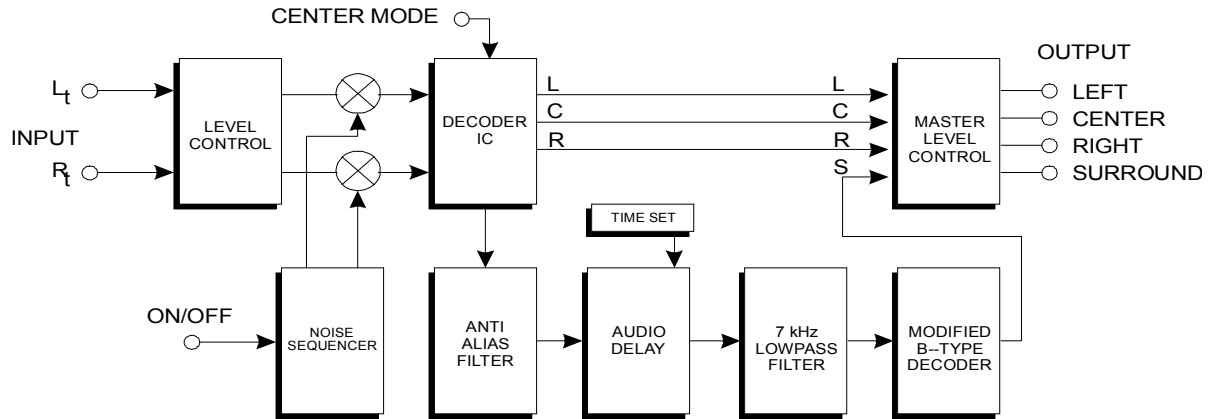 CENTER MODE
OUTPUT
Lt
INPUT
Rt
LEVEL
CONTROL
DECODER
IC
L
C
R
L
C
R
S
MASTER
LEVEL
CONTROL
LEFT
CENTER
RIGHT
SURROUND
TIME SET
ON/OFF
NOISE
SEQUENCER
ANTI
ALIAS
FILTER
AUDIO
DELAY
7 kHz
LOWPASS
FILTER
MODIFIED
B--TYPE
DECODER